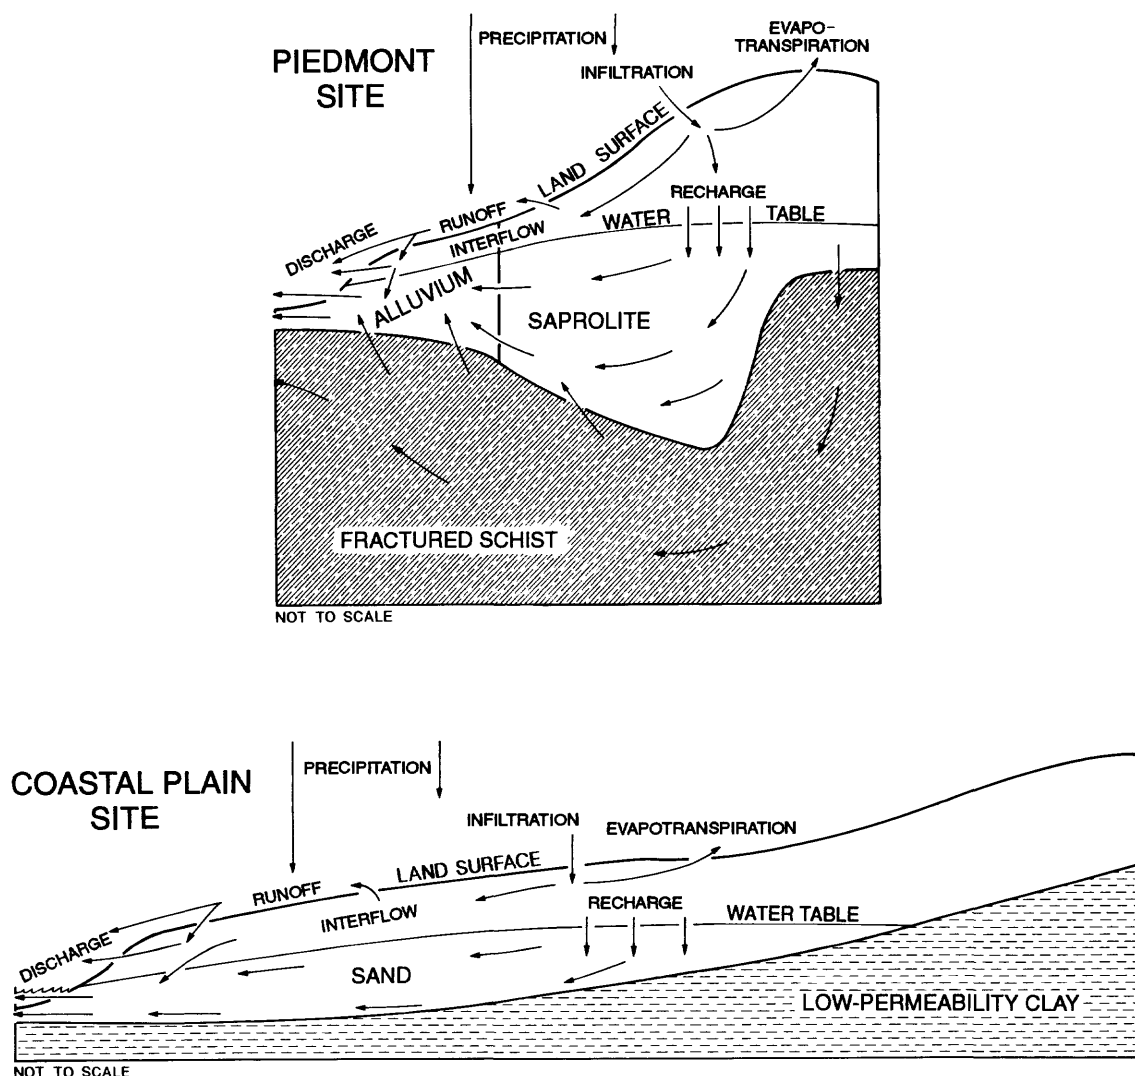 PIEDMONT
SITE
PRECIPITATION
EVAPO-
TRANSPIRATION
INFILTRATION
LAND SURFACE
RECHARGE
RUNOFF
WATER TABLE
INTERFLOW
DISCHARGE
ALLUVIUM
SAPROLITE
FRACTURED SCHIST
NOT TO SCALE
COASTAL PLAIN
SITE
PRECIPITATION
INFILTRATION
EVAPOTRANSPIRATION
LAND SURFACE
RUNOFF
RECHARGE
INTERFLOW
WATER TABLE
DISCHARGE
SAND
LOW-PERMEABILITY CLAY
NOT TO SCALE